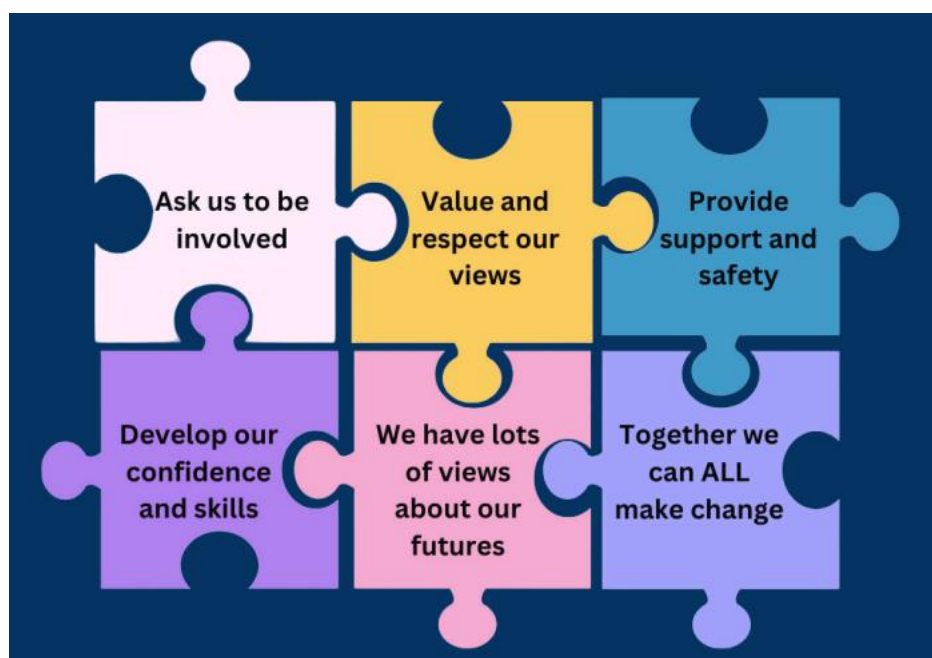 Ask us to be
involved
Value and
respect our
views
Provide
support and
safety
Develop our
confidence
and skills
We have lots
of views
about our
futures
Together we
can ALL
make change